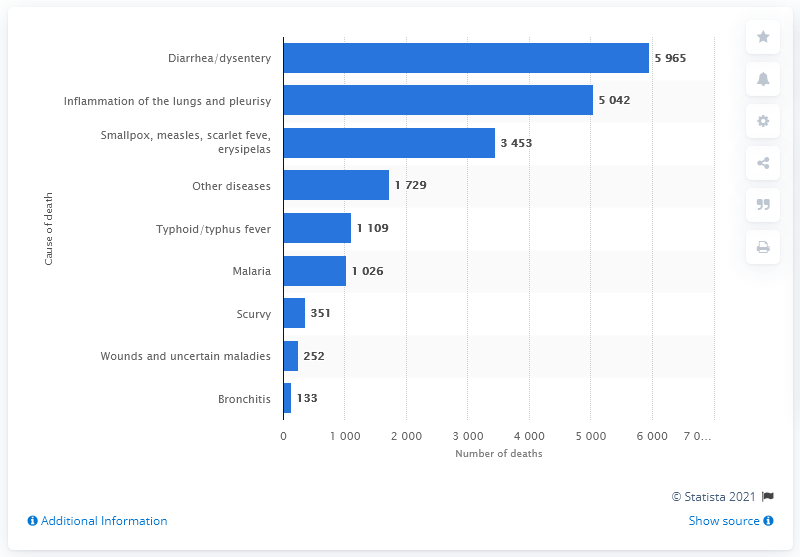 Diarrhea/dysentery
5 965
Inflammation of the lungs and pleurisy
5 042
Smallpox, measles, scarlet feve,
erysipelas
3 453
Other diseases
1 729
Typhoid/typhus fever
1 109
Malaria
1 026
Scurvy
351
Wounds and uncertain maladies
252
Bronchitis
133
Cause of death
0 1 000 2 000 3 000 4 000 5 000 6 000 7 0...
Number of deaths
© Statista 2021
Additional Information
Show source